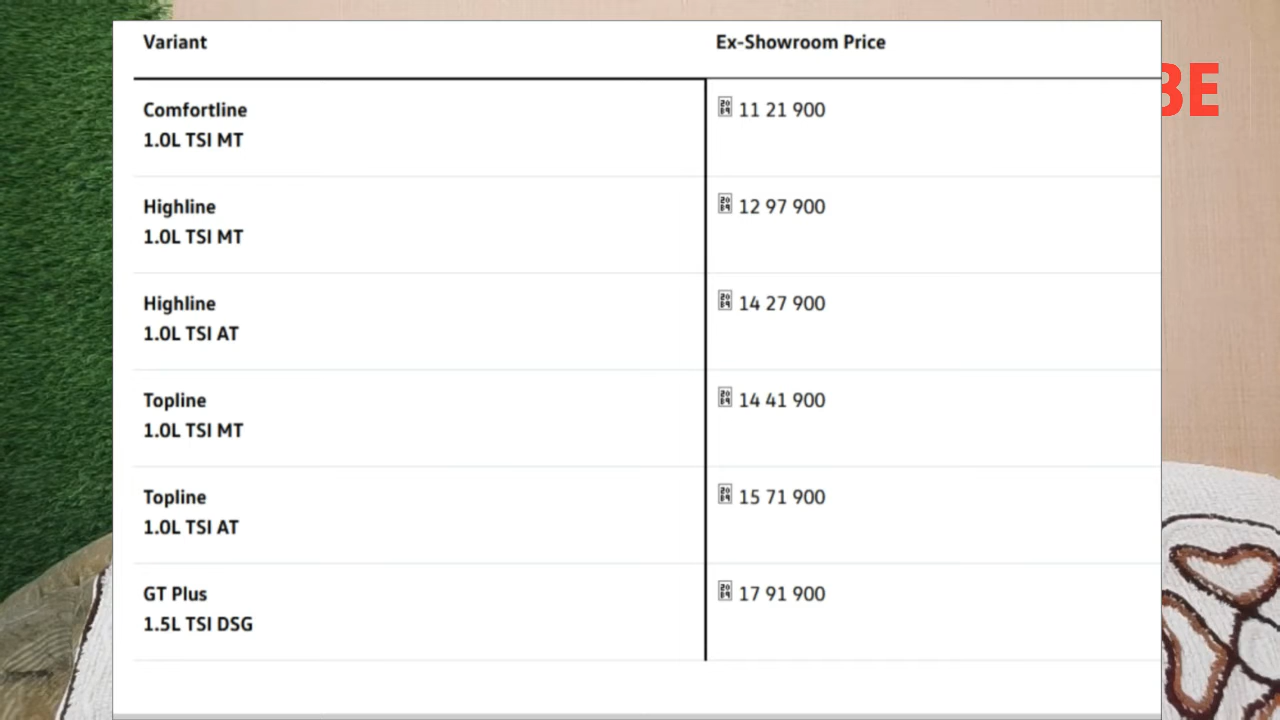 Variant Ex-Showroom Price
Comfortline 11 21 900
1.0L TSI MT
Highline 12 97 900
1.0L TSI MT
Highline 14 27 900
1.0L TSI AT
Topline 14 41 900
1.0L TSI MT
Topline 15 71 900
1.0L TSI AT
GT Plus 17 91 900
1.5L TSI DSG